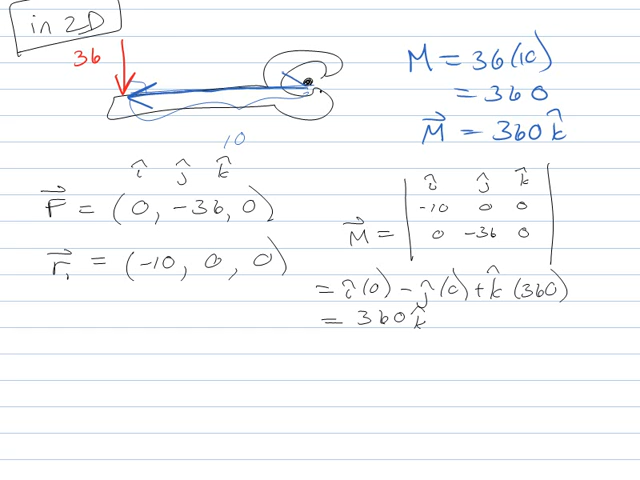 in 2D
36
10
M = 36(10)
= 360
M⃗ = 360 k̂
î ĵ k̂
F⃗ = (0, -36, 0)
r⃗₁ = (-10, 0, 0)
M⃗ = | î ĵ k̂ |
-10 0 0
0 -36 0
= î(0) - ĵ(0) + k̂(360)
= 360 k̂